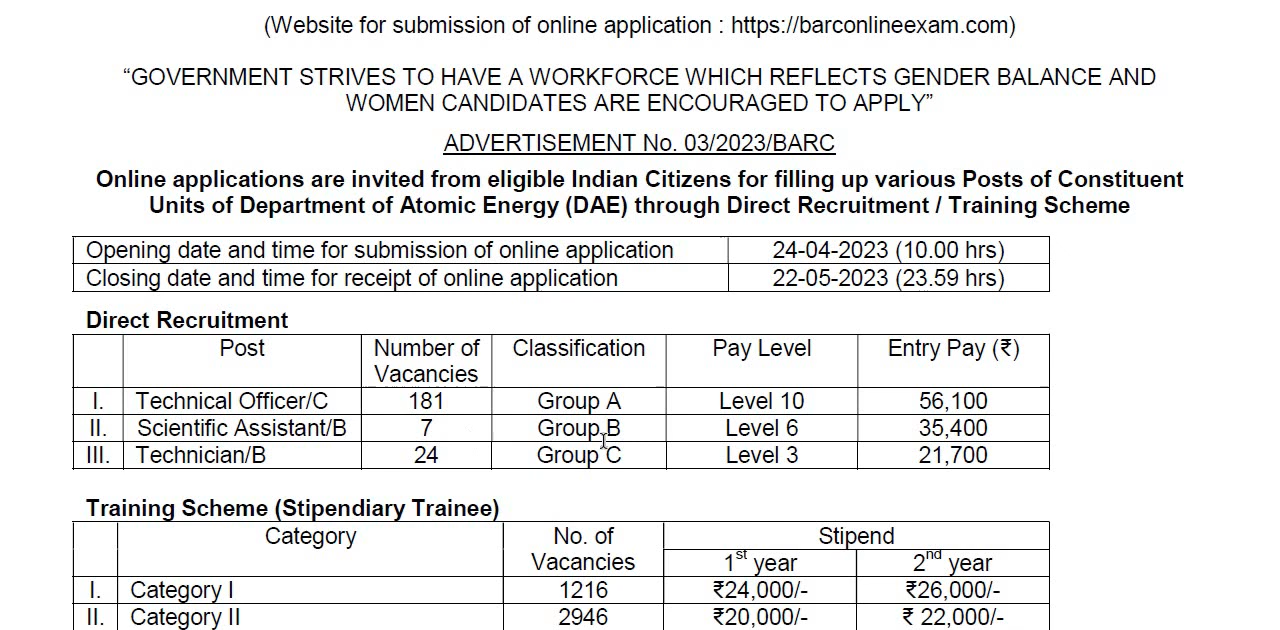 (Website for submission of online application : https://barconlineexam.com)
“GOVERNMENT STRIVES TO HAVE A WORKFORCE WHICH REFLECTS GENDER BALANCE AND
WOMEN CANDIDATES ARE ENCOURAGED TO APPLY”
ADVERTISEMENT No. 03/2023/BARC
Online applications are invited from eligible Indian Citizens for filling up various Posts of Constituent
Units of Department of Atomic Energy (DAE) through Direct Recruitment / Training Scheme
Opening date and time for submission of online application 24-04-2023 (10.00 hrs)
Closing date and time for receipt of online application 22-05-2023 (23.59 hrs)
Direct Recruitment
Post Number of Classification Pay Level Entry Pay (₹)
Vacancies
I. Technical Officer/C 181 Group A Level 10 56,100
II. Scientific Assistant/B 7 Group B Level 6 35,400
III. Technician/B 24 Group C Level 3 21,700
Training Scheme (Stipendiary Trainee)
Category No. of Stipend
Vacancies 1st year 2nd year
I. Category I 1216 ₹24,000/- ₹26,000/-
II. Category II 2946 ₹20,000/- ₹ 22,000/-